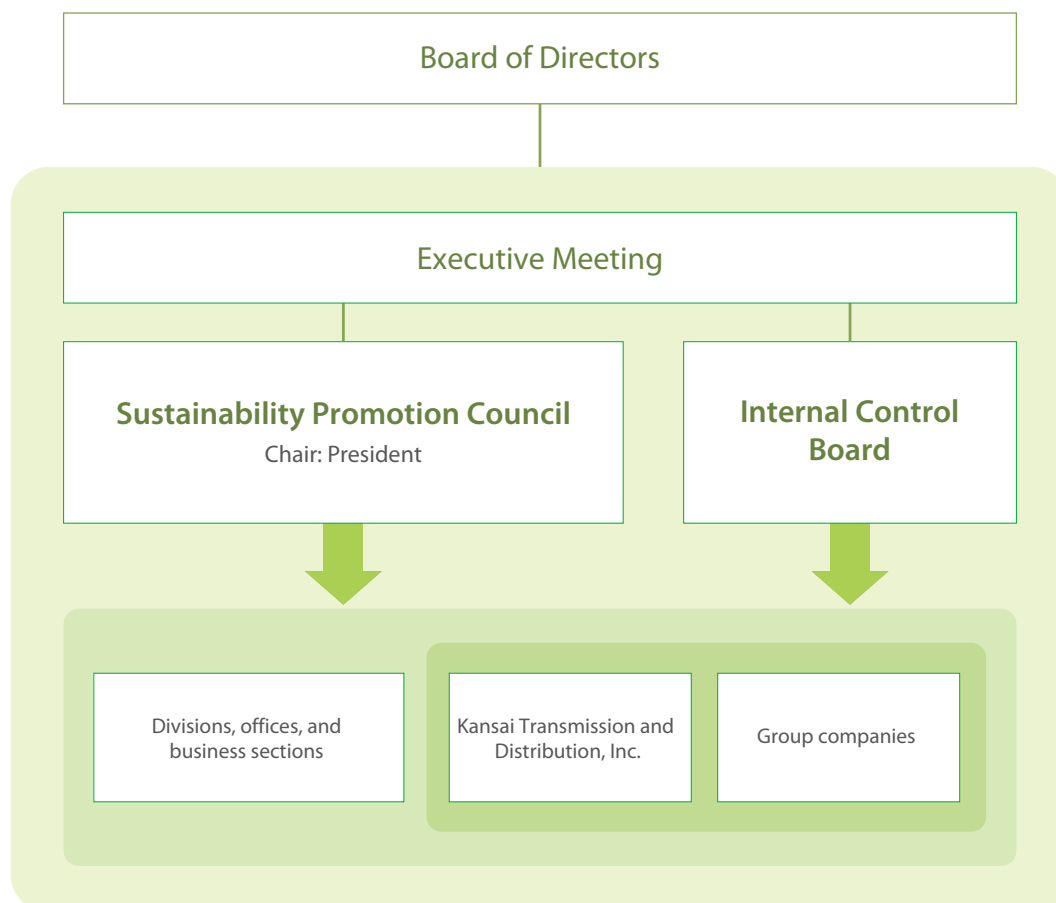 Board of Directors
Executive Meeting
Sustainability Promotion Council
Chair: President
Internal Control
Board
Divisions, offices, and
business sections
Kansai Transmission and
Distribution, Inc.
Group companies